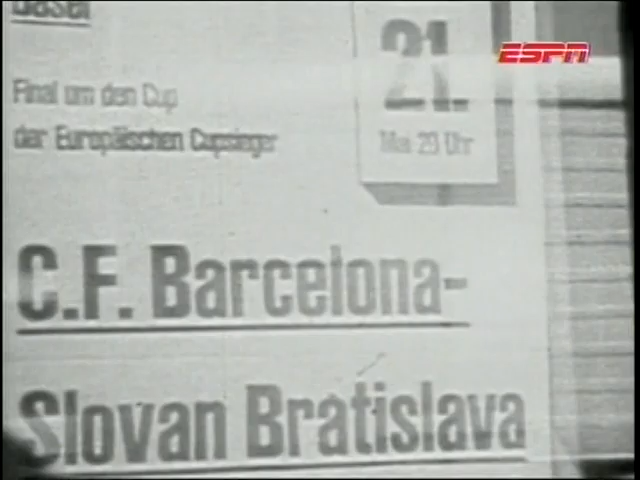 Basel
21.
ESPN
Final um den Cup
der Europäischen Cupsieger
Mai 20 Uhr
C.F. Barcelona-
Slovan Bratislava